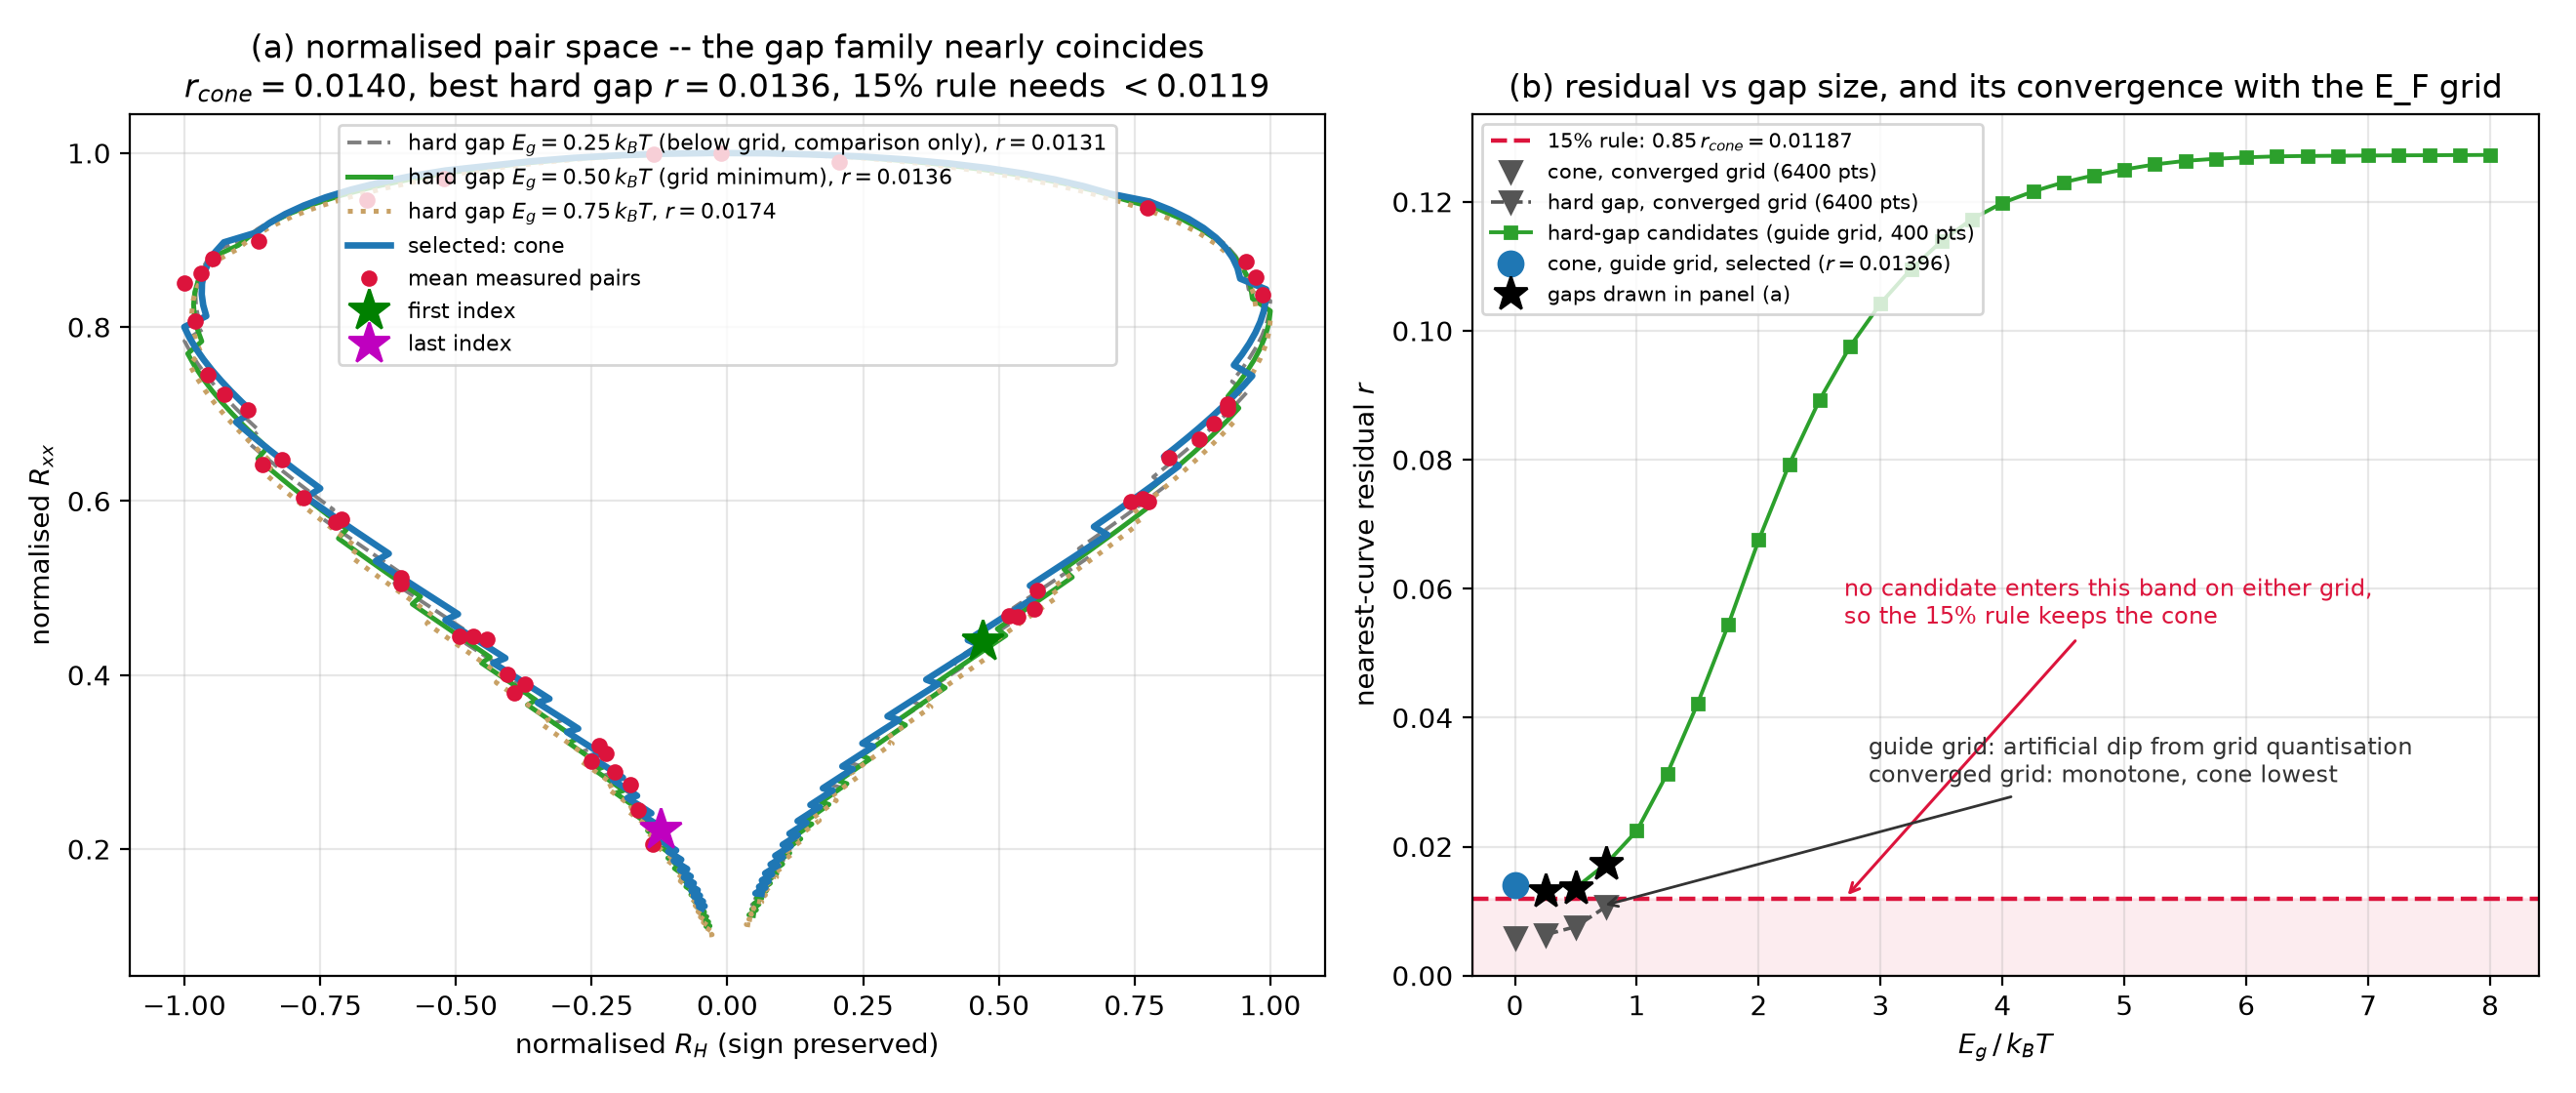 (a) normalised pair space -- the gap family nearly coincides
r_cone = 0.0140, best hard gap r = 0.0136, 15% rule needs < 0.0119
hard gap E_g = 0.25 k_BT (below grid, comparison only), r = 0.0131
hard gap E_g = 0.50 k_BT (grid minimum), r = 0.0136
hard gap E_g = 0.75 k_BT, r = 0.0174
selected: cone
mean measured pairs
first index
last index
normalised R_xx
1.0
0.8
0.6
0.4
0.2
−1.00 −0.75 −0.50 −0.25 0.00 0.25 0.50 0.75 1.00
normalised R_H (sign preserved)
(b) residual vs gap size, and its convergence with the E_F grid
15% rule: 0.85 r_cone = 0.01187
cone, converged grid (6400 pts)
hard gap, converged grid (6400 pts)
hard-gap candidates (guide grid, 400 pts)
cone, guide grid, selected (r = 0.01396)
gaps drawn in panel (a)
no candidate enters this band on either grid,
so the 15% rule keeps the cone
guide grid: artificial dip from grid quantisation
converged grid: monotone, cone lowest
nearest-curve residual r
0.12
0.10
0.08
0.06
0.04
0.02
0.00
0 1 2 3 4 5 6 7 8
E_g / k_BT